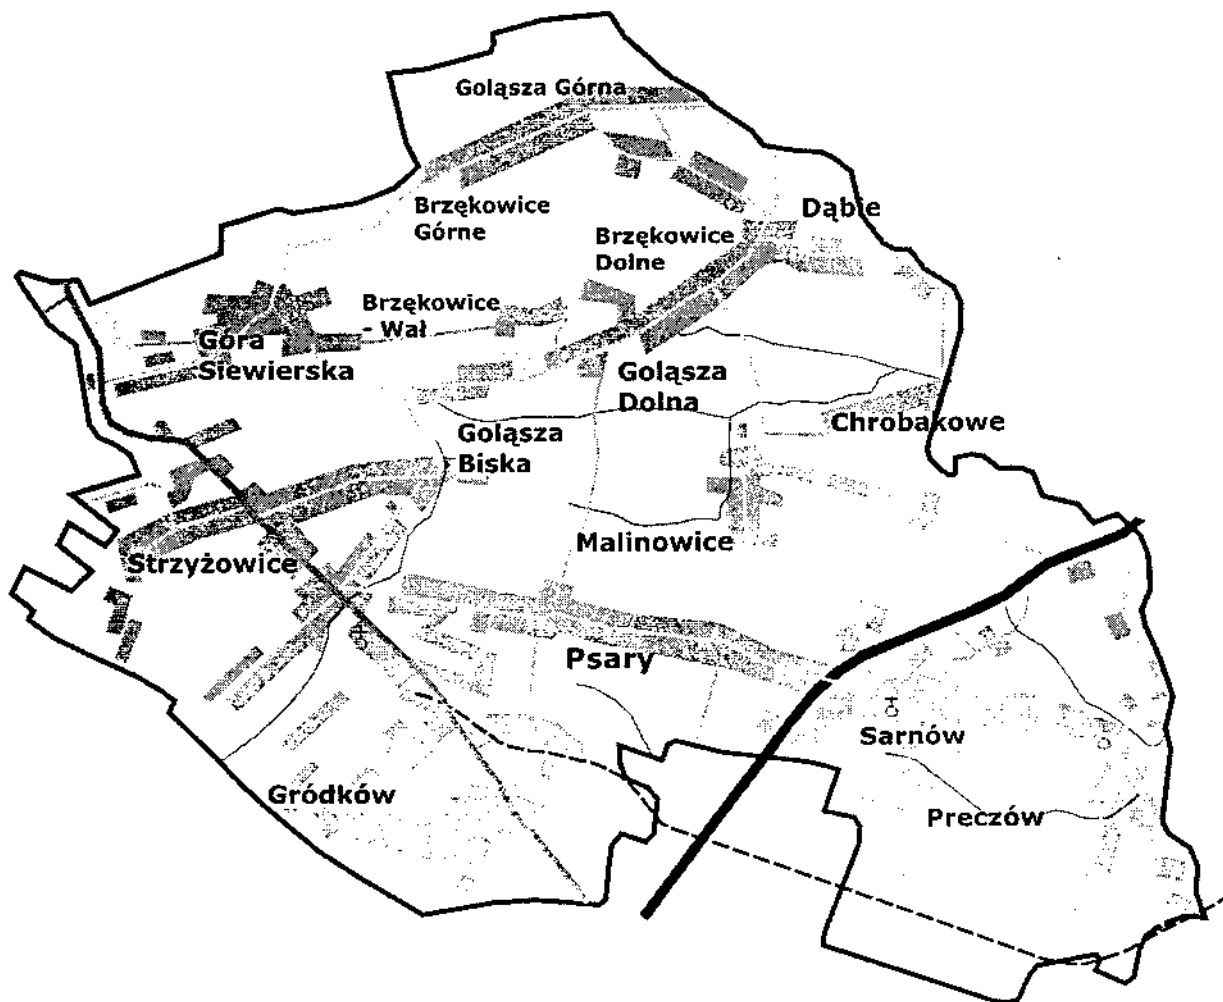 Goląsza Górna
Brzękowice
Górne
Dąbie
Brzękowice
Dolne
Brzękowice
- Wał
Góra
Siewierska
Goląsza
Dolna
Chrobakowe
Goląsza
Biska
Malinowice
Strzyżowice
Psary
Sarnów
Gródków
Preczów